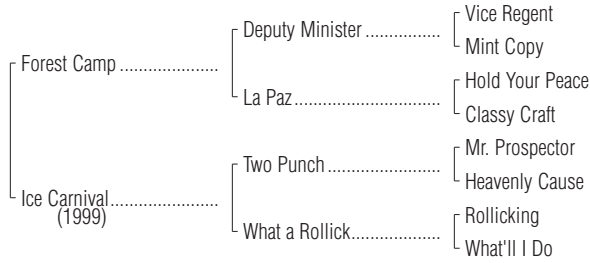 Vice Regent
Deputy Minister ................
Mint Copy
Forest Camp .....................
Hold Your Peace
La Paz...............................
Classy Craft
Mr. Prospector
Two Punch ........................
Heavenly Cause
Ice Carnival.......................
(1999)
Rollicking
What a Rollick...................
What'll I Do